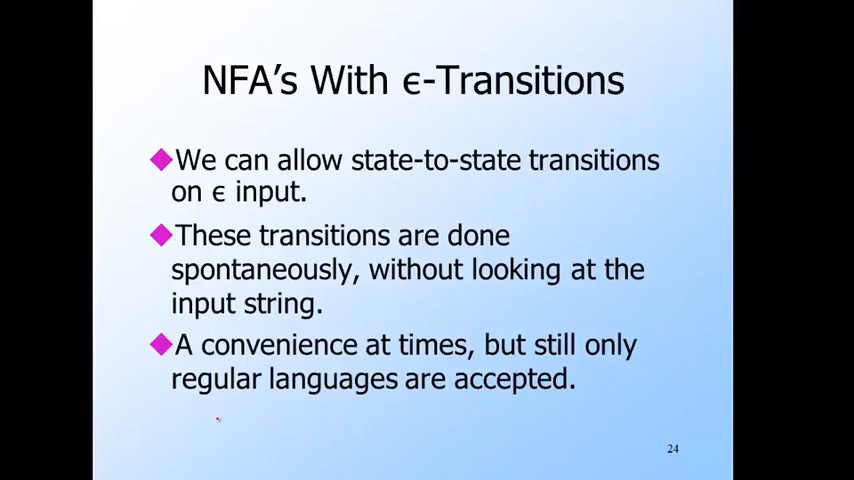 NFA's With ϵ-Transitions
We can allow state-to-state transitions
on ϵ input.
These transitions are done
spontaneously, without looking at the
input string.
A convenience at times, but still only
regular languages are accepted.
24